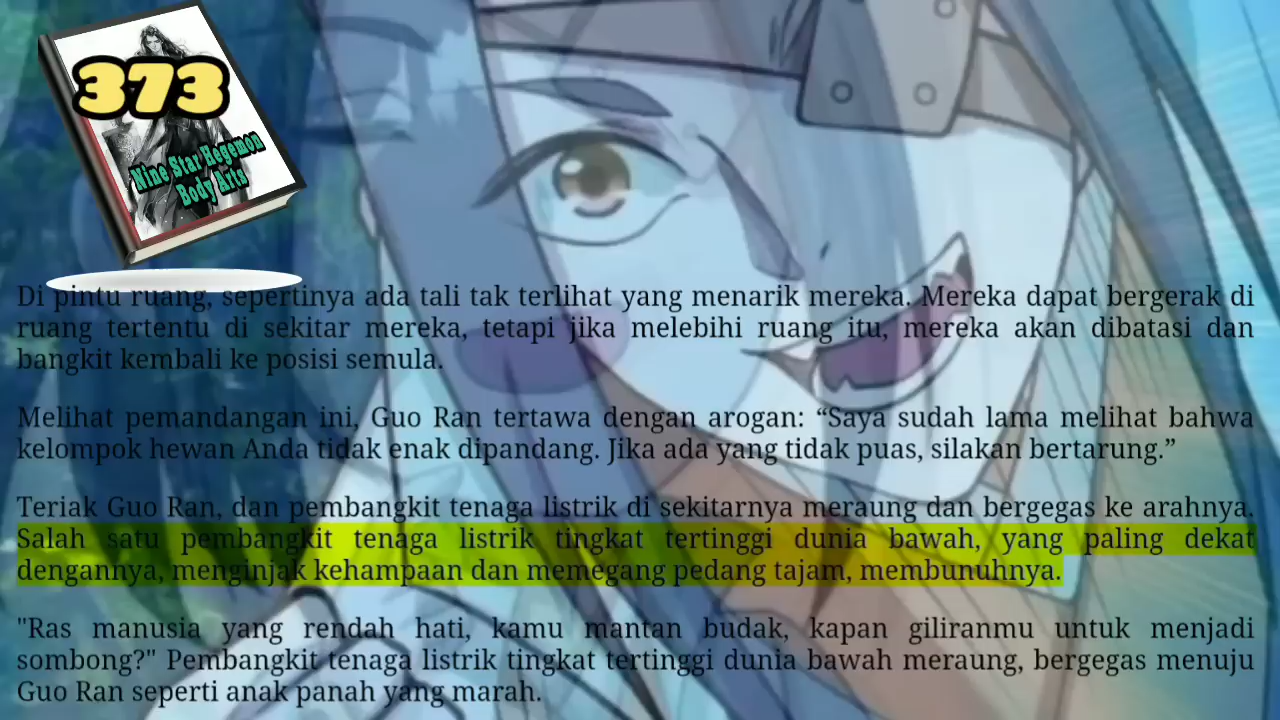 373
Nine Star Hegemon
Body Arts
Di pintu ruang, sepertinya ada tali tak terlihat yang menarik mereka. Mereka dapat bergerak di
ruang tertentu di sekitar mereka, tetapi jika melebihi ruang itu, mereka akan dibatasi dan
bangkit kembali ke posisi semula.
Melihat pemandangan ini, Guo Ran tertawa dengan arogan: “Saya sudah lama melihat bahwa
kelompok hewan Anda tidak enak dipandang. Jika ada yang tidak puas, silakan bertarung.”
Teriak Guo Ran, dan pembangkit tenaga listrik di sekitarnya meraung dan bergegas ke arahnya.
Salah satu pembangkit tenaga listrik tingkat tertinggi dunia bawah, yang paling dekat
dengannya, menginjak kehampaan dan memegang pedang tajam, membunuhnya.
"Ras manusia yang rendah hati, kamu mantan budak, kapan giliranmu untuk menjadi
sombong?" Pembangkit tenaga listrik tingkat tertinggi dunia bawah meraung, bergegas menuju
Guo Ran seperti anak panah yang marah.